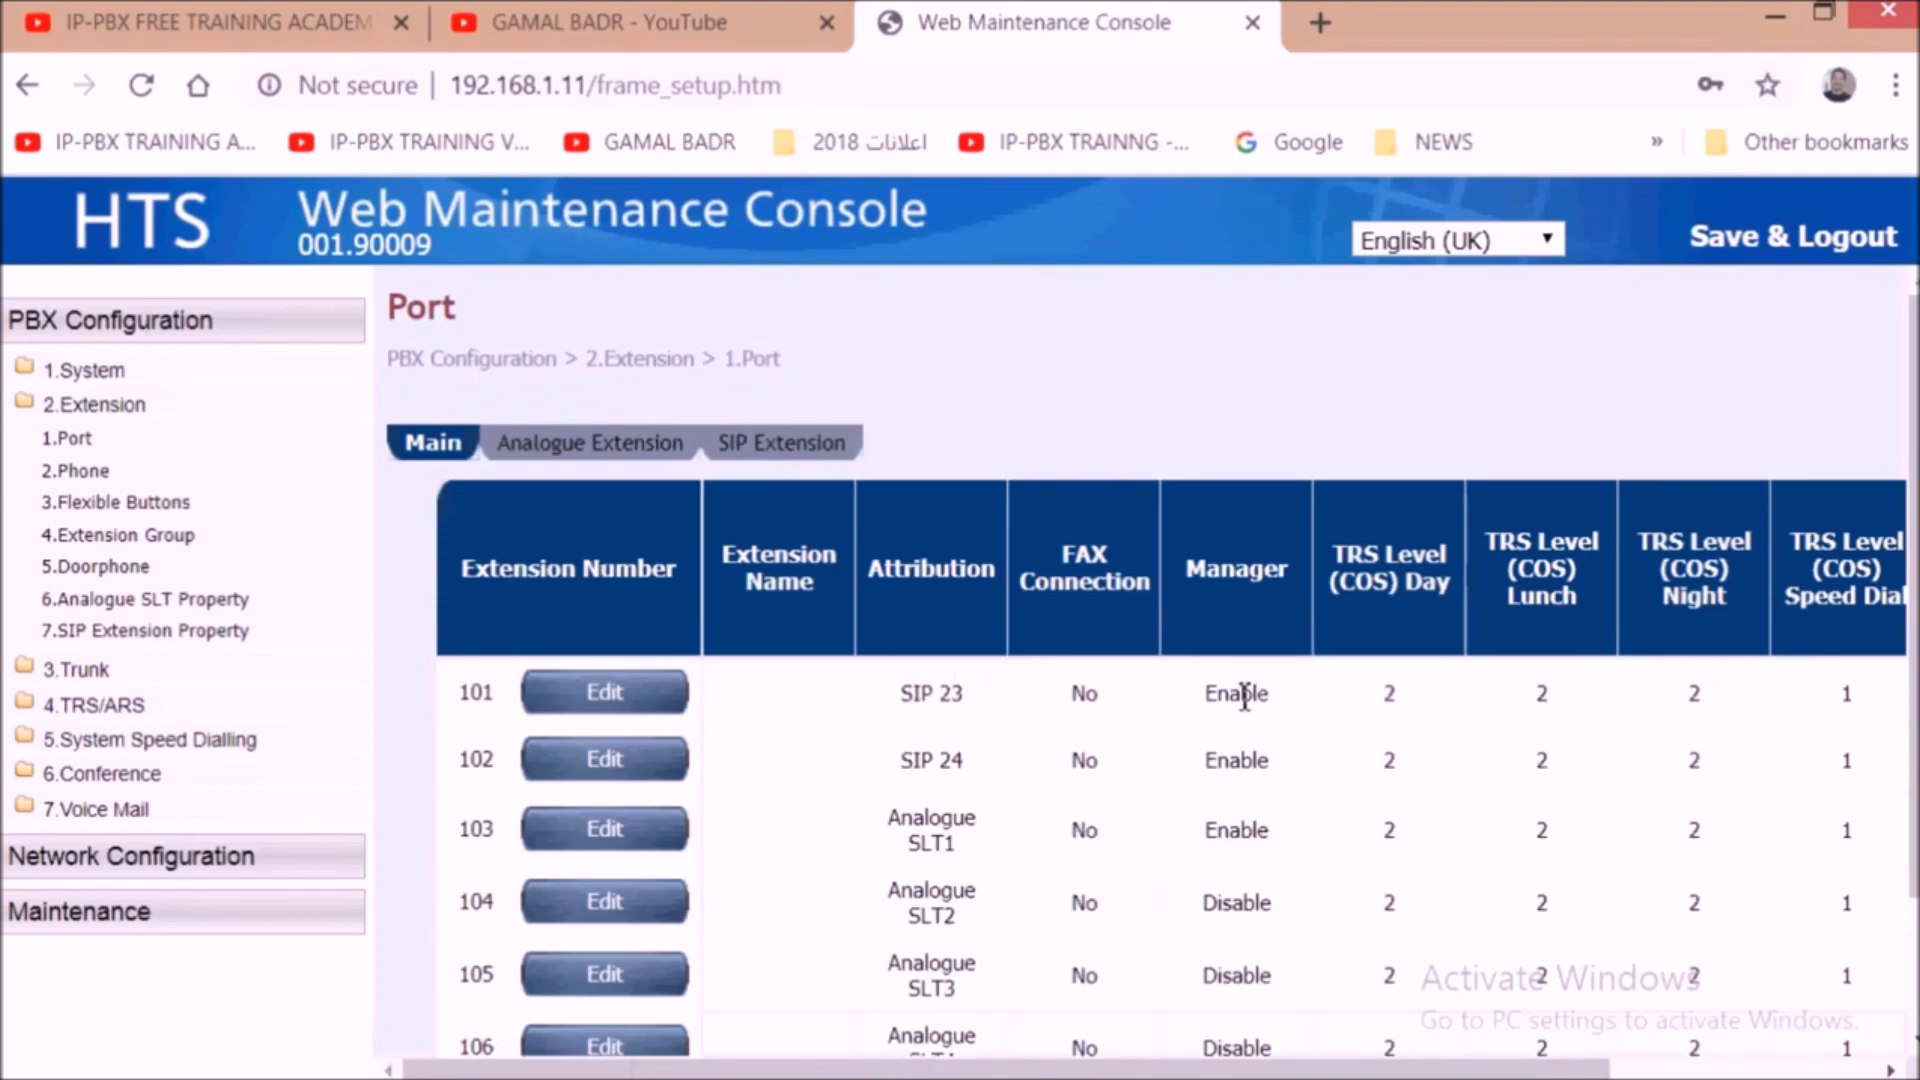 IP-PBX FREE TRAINING ACADEM
GAMAL BADR - YouTube
Web Maintenance Console
Not secure | 192.168.1.11/frame_setup.htm
IP-PBX TRAINING A...
IP-PBX TRAINING V...
GAMAL BADR
اعلانات 2018
IP-PBX TRAINNG -...
Google
NEWS
»
Other bookmarks
HTS
Web Maintenance Console
001.90009
English (UK)
Save & Logout
PBX Configuration
1.System
2.Extension
1.Port
2.Phone
3.Flexible Buttons
4.Extension Group
5.Doorphone
6.Analogue SLT Property
7.SIP Extension Property
3.Trunk
4.TRS/ARS
5.System Speed Dialling
6.Conference
7.Voice Mail
Network Configuration
Maintenance
Port
PBX Configuration > 2.Extension > 1.Port
Main Analogue Extension SIP Extension
Extension Number
Extension
Name
Attribution
FAX
Connection
Manager
TRS Level
(COS) Day
TRS Level
(COS)
Lunch
TRS Level
(COS)
Night
TRS Level
(COS)
Speed Dial
101 Edit SIP 23 No Enable 2 2 2 1
102 Edit SIP 24 No Enable 2 2 2 1
103 Edit Analogue
SLT1 No Enable 2 2 2 1
104 Edit Analogue
SLT2 No Disable 2 2 2 1
105 Edit Analogue
SLT3 No Disable 2 2 2 1
106 Edit Analogue
No Disable 2 2 2 1
Activate Windows
Go to PC settings to activate Windows.